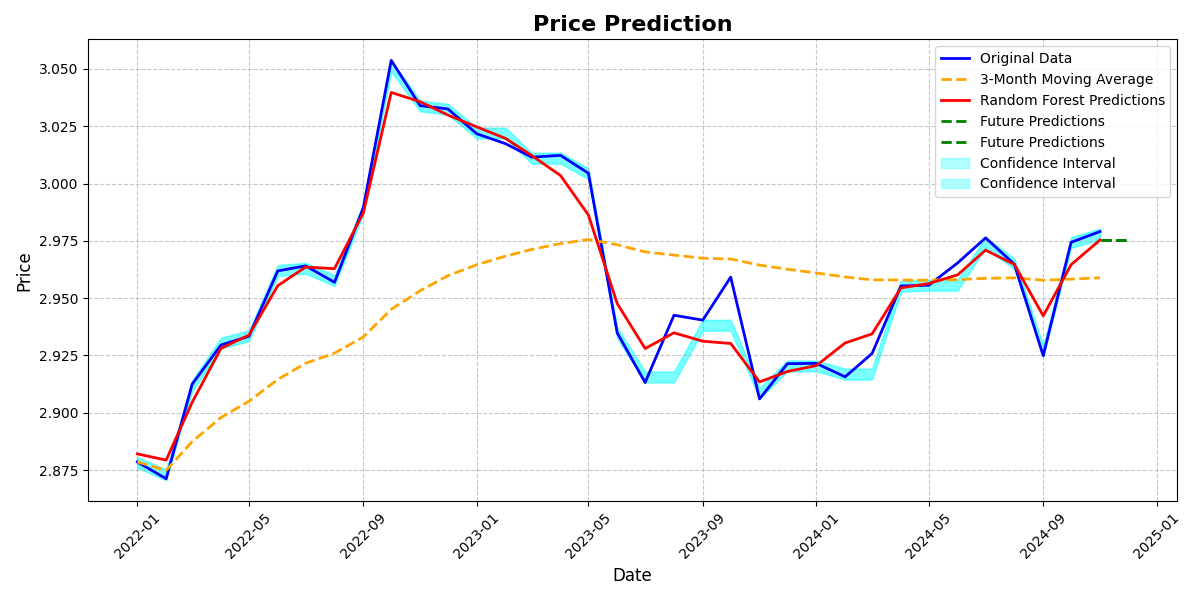 Price Prediction
Original Data
3-Month Moving Average
Random Forest Predictions
Future Predictions
Future Predictions
Confidence Interval
Confidence Interval
Price
3.050
3.025
3.000
2.975
2.950
2.925
2.900
2.875
2022-01
2022-05
2022-09
2023-01
2023-05
2023-09
2024-01
2024-05
2024-09
2025-01
Date